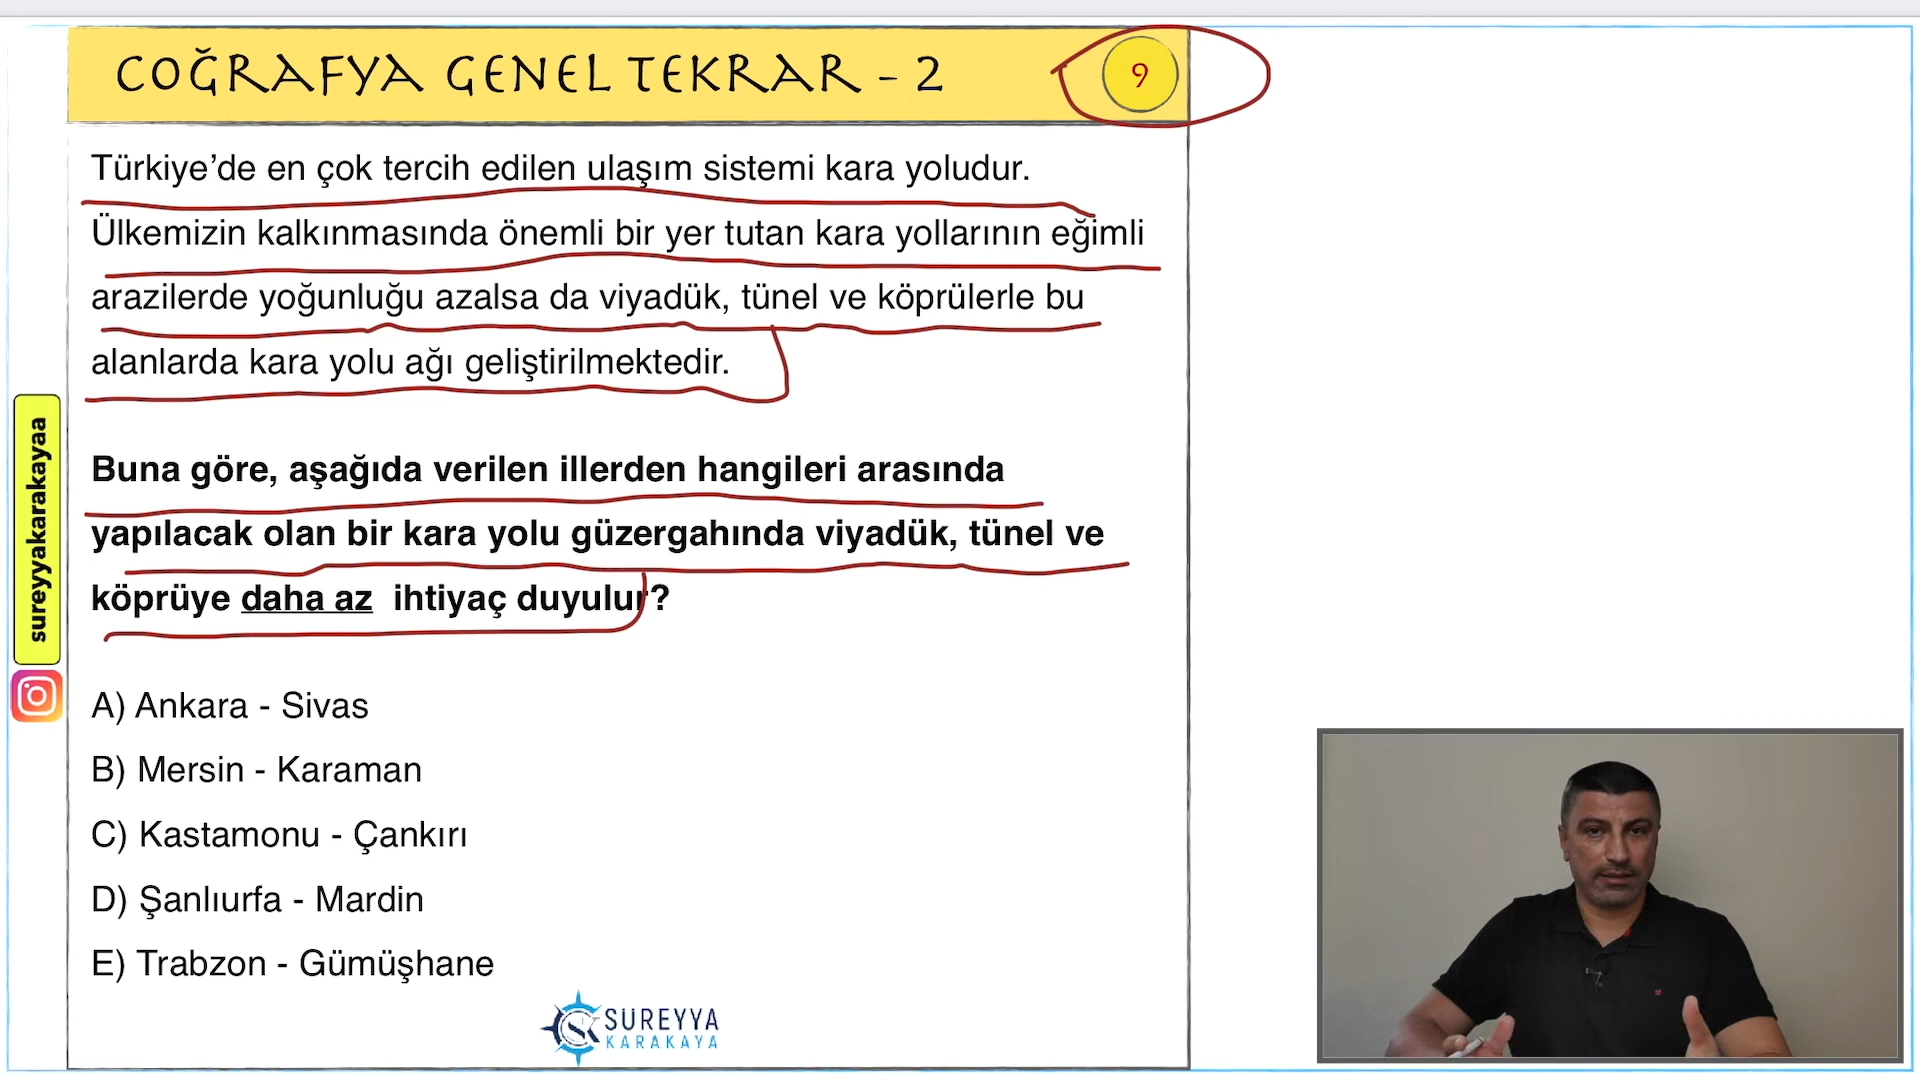 COĞRAFYA GENEL TEKRAR - 2
9
Türkiye’de en çok tercih edilen ulaşım sistemi kara yoludur.
Ülkemizin kalkınmasında önemli bir yer tutan kara yollarının eğimli
arazilerde yoğunluğu azalsa da viyadük, tünel ve köprülerle bu
alanlarda kara yolu ağı geliştirilmektedir.
Buna göre, aşağıda verilen illerden hangileri arasında
yapılacak olan bir kara yolu güzergahında viyadük, tünel ve
köprüye daha az ihtiyaç duyulur?
A) Ankara - Sivas
B) Mersin - Karaman
C) Kastamonu - Çankırı
D) Şanlıurfa - Mardin
E) Trabzon - Gümüşhane
sureyyakarakayaa
SK
SUREYYA
KARAKAYA